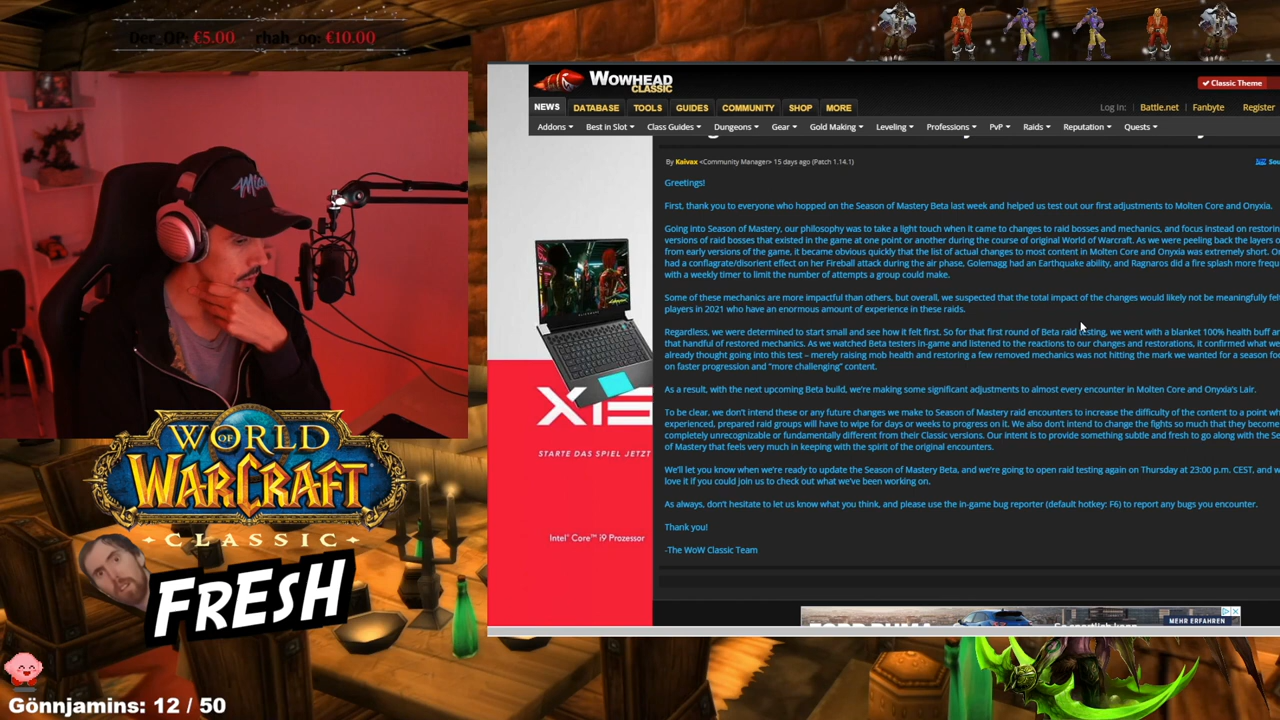 Der_OP: €5.00 rhah_oo: €10.00
WOWHEAD
CLASSIC
Classic Theme
NEWS DATABASE TOOLS GUIDES COMMUNITY SHOP MORE
Log In: Battle.net Fanbyte Register
Addons Best in Slot Class Guides Dungeons Gear Gold Making Leveling Professions PvP Raids Reputation Quests
By Kaivax <Community Manager> 15 days ago (Patch 1.14.1)
Greetings!
First, thank you to everyone who hopped on the Season of Mastery Beta last week and helped us test out our first adjustments to Molten Core and Onyxia.
Going into Season of Mastery, our philosophy was to take a light touch when it came to changes to raid bosses and mechanics, and focus instead on
versions of raid bosses that existed in the game at one point or another during the course of original World of Warcraft. As we were peeling back the layers
from early versions of the game, it became obvious quickly that the list of actual changes to most content in Molten Core and Onyxia was extremely short.
had a conflagrate/disorient effect on her Fireball attack during the air phase, Golemagg had an Earthquake ability, and Ragnaros did a fire splash more
with a weekly timer to limit the number of attempts a group could make.
Some of these mechanics are more impactful than others, but overall, we suspected that the total impact of the changes would likely not be meaningfully
players in 2021 who have an enormous amount of experience in these raids.
Regardless, we were determined to start small and see how it felt first. So for that first round of Beta raid testing, we went with a blanket 100% health buff
that handful of restored mechanics. As we watched Beta testers in-game and listened to the reactions to our changes and restorations, it confirmed what
already thought going into this test – merely raising mob health and restoring a few removed mechanics was not hitting the mark we wanted for a season
on faster progression and "more challenging" content.
As a result, with the next upcoming Beta build, we're making some significant adjustments to almost every encounter in Molten Core and Onyxia's Lair.
To be clear, we don't intend these or any future changes we make to Season of Mastery raid encounters to increase the difficulty of the content to a point
experienced, prepared raid groups will have to wipe for days or weeks to progress on it. We also don't intend to change the fights so much that they become
completely unrecognizable or fundamentally different from their Classic versions. Our intent is to provide something subtle and fresh to go along with the
of Mastery that feels very much in keeping with the spirit of the original encounters.
We'll let you know when we're ready to update the Season of Mastery Beta, and we're going to open raid testing again on Thursday at 23:00 p.m. CEST, and
love it if you could join us to check out what we've been working on.
As always, don't hesitate to let us know what you think, and please use the in-game bug reporter (default hotkey: F6) to report any bugs you encounter.
Thank you!
-The WoW Classic Team
X15
STARTE DAS SPIEL JETZT
Intel® Core™ i9 Prozessor
MEHR ERFAHREN
WORLD
OF
WARCRAFT
CLASSIC
FRESH
Gönnjamins: 12 / 50